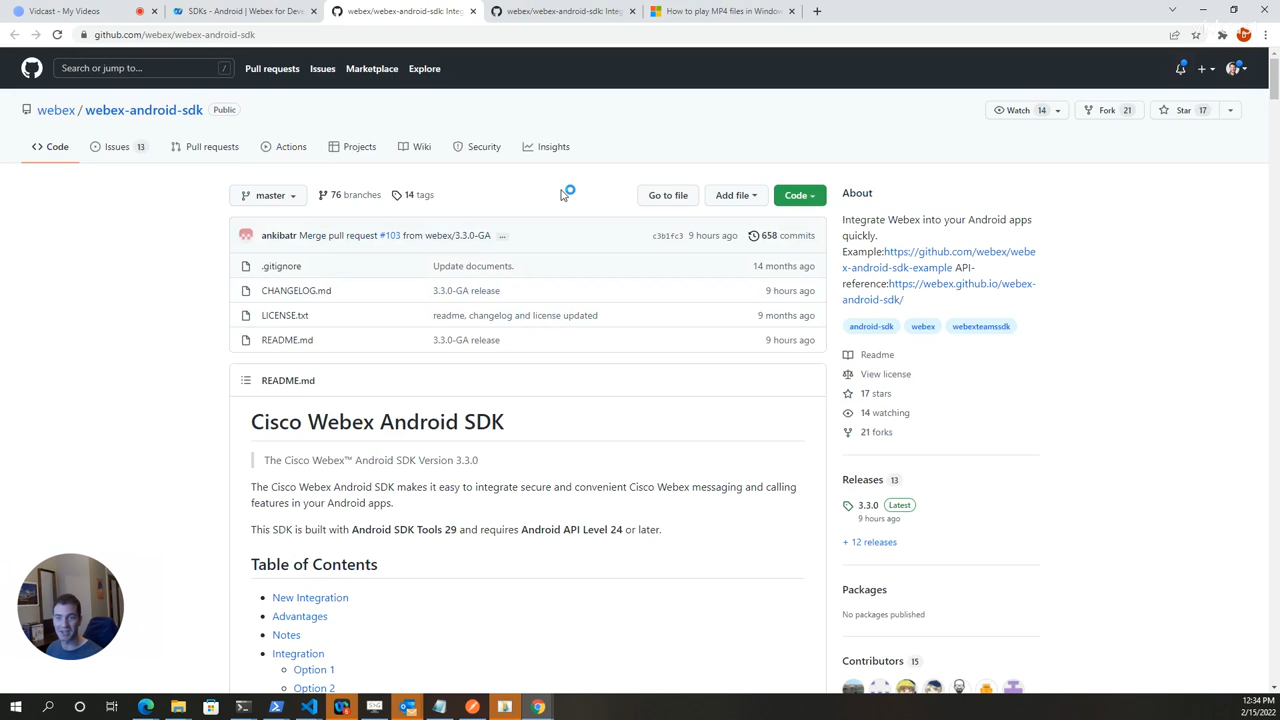 Vidcast - My Videos
SDKs - Android | Webex for Deve
webex/webex-android-sdk: Integ
webex/webex-android-sdk: Integ
How to play MP4 files in Window
github.com/webex/webex-android-sdk
Search or jump to...
/
Pull requests
Issues
Marketplace
Explore
webex / webex-android-sdk
Public
Watch 14
Fork 21
Star 17
Code
Issues 13
Pull requests
Actions
Projects
Wiki
Security
Insights
master
76 branches
14 tags
Go to file
Add file
Code
ankibatr Merge pull request #103 from webex/3.3.0-GA ...
c3b1fc3 9 hours ago
658 commits
.gitignore Update documents. 14 months ago
CHANGELOG.md 3.3.0-GA release 9 hours ago
LICENSE.txt readme, changelog and license updated 9 months ago
README.md 3.3.0-GA release 9 hours ago
README.md
Cisco Webex Android SDK
The Cisco Webex™ Android SDK Version 3.3.0
The Cisco Webex Android SDK makes it easy to integrate secure and convenient Cisco Webex messaging and calling
features in your Android apps.
This SDK is built with Android SDK Tools 29 and requires Android API Level 24 or later.
Table of Contents
New Integration
Advantages
Notes
Integration
Option 1
Option 2
About
Integrate Webex into your Android apps
quickly.
Example:https://github.com/webex/webe
x-android-sdk-example API-
reference:https://webex.github.io/webex-
android-sdk/
android-sdk
webex
webexteamssdk
Readme
View license
17 stars
14 watching
21 forks
Releases 13
3.3.0 Latest
9 hours ago
+ 12 releases
Packages
No packages published
Contributors 15
12:34 PM
2/15/2022